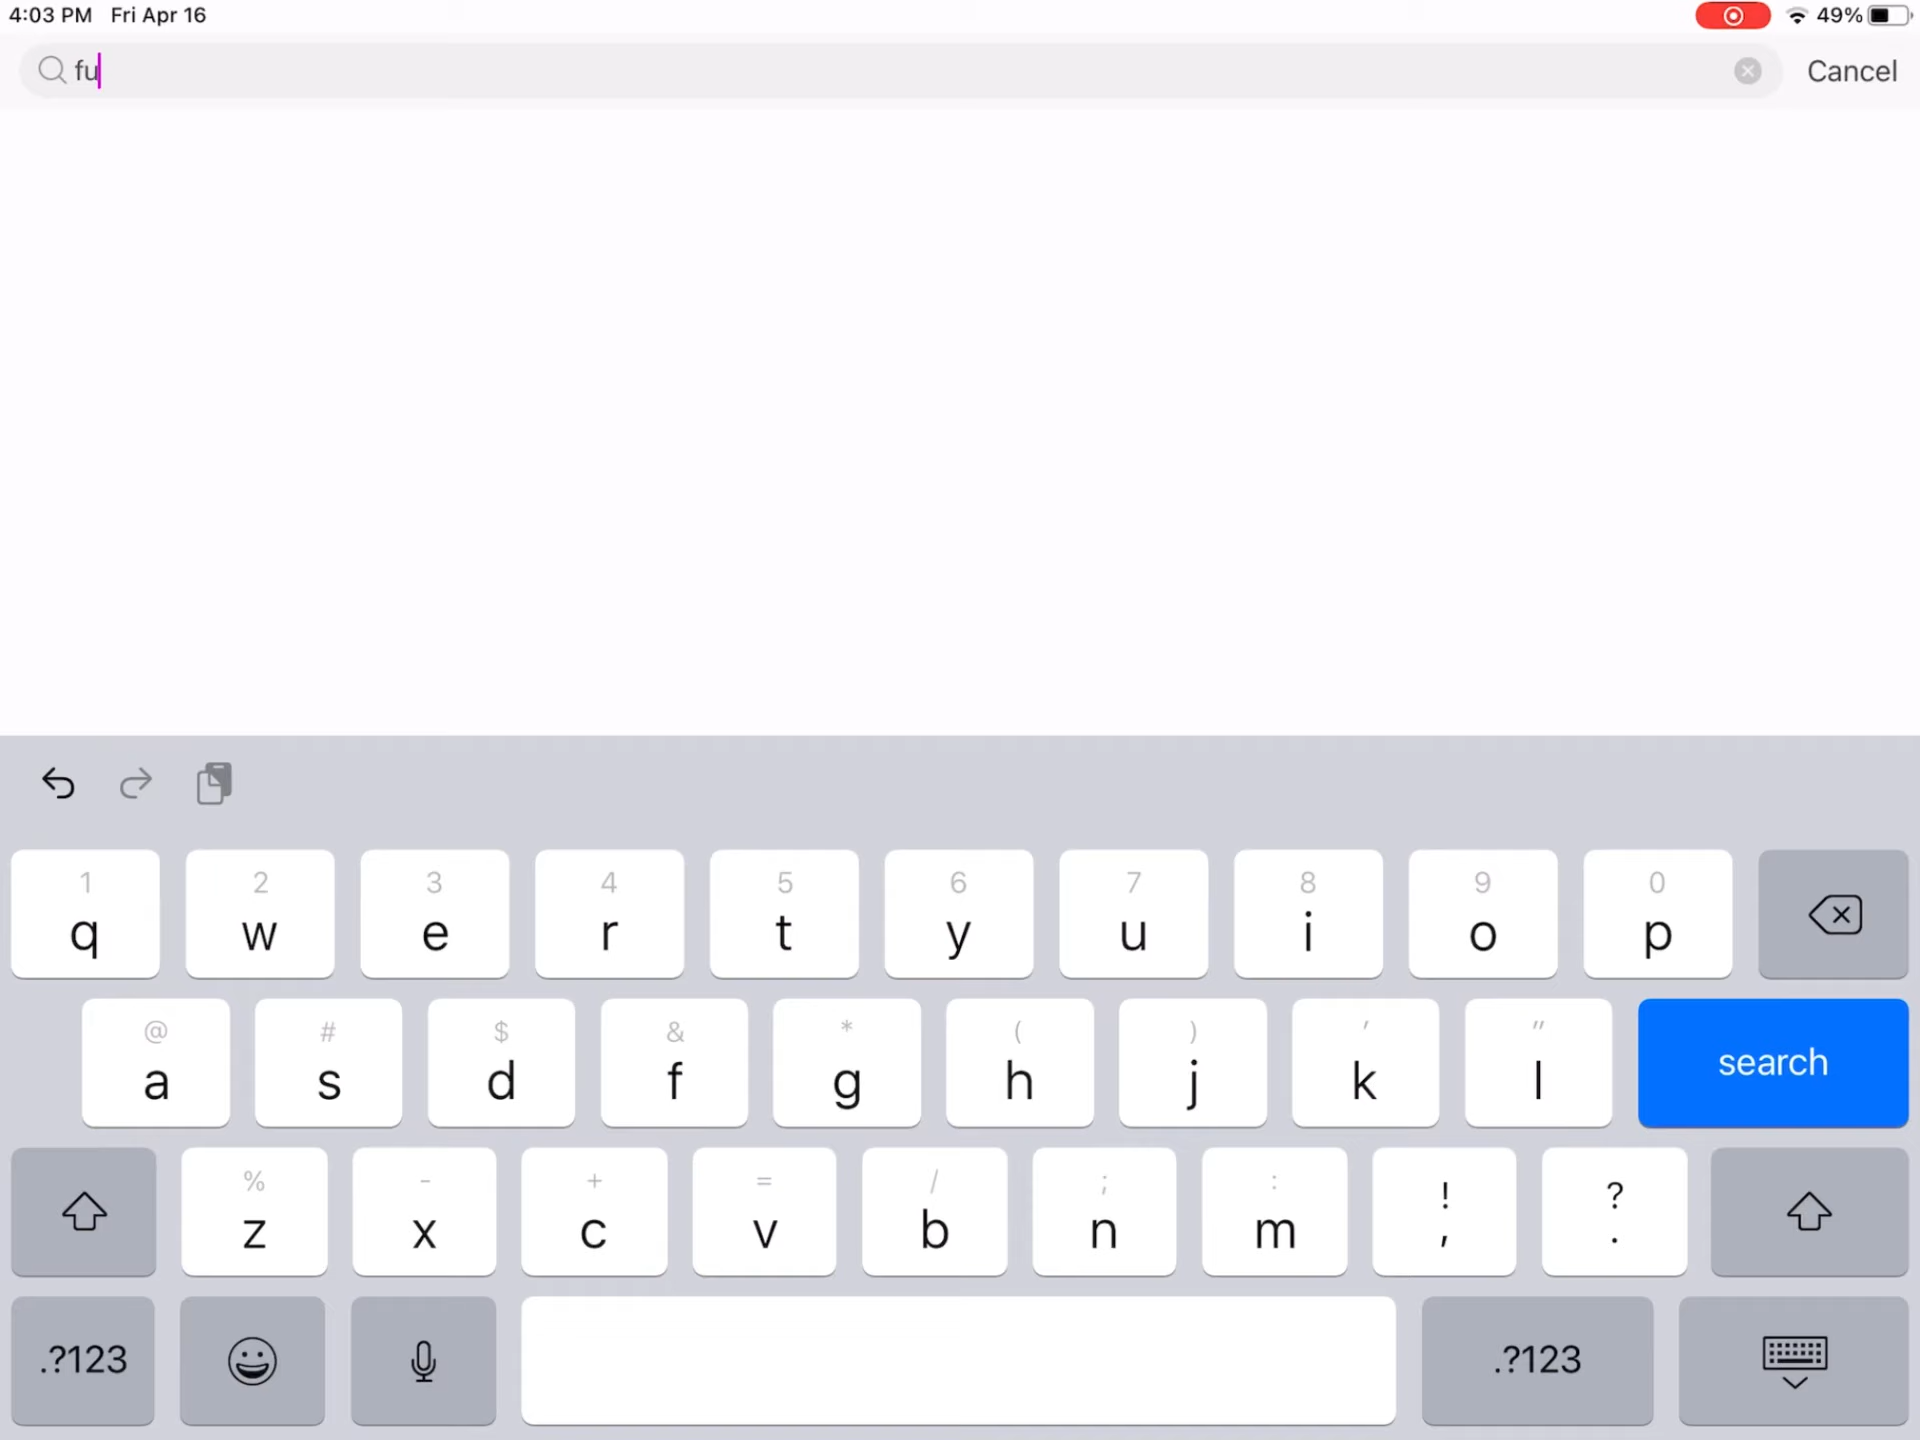 4:03 PM Fri Apr 16 49%
fu Cancel
1 2 3 4 5 6 7 8 9 0
q w e r t y u i o p
@ # $ & * ( ) ' "
a s d f g h j k l search
% - + = / ; : ! ?
z x c v b n m , .
.?123 .?123